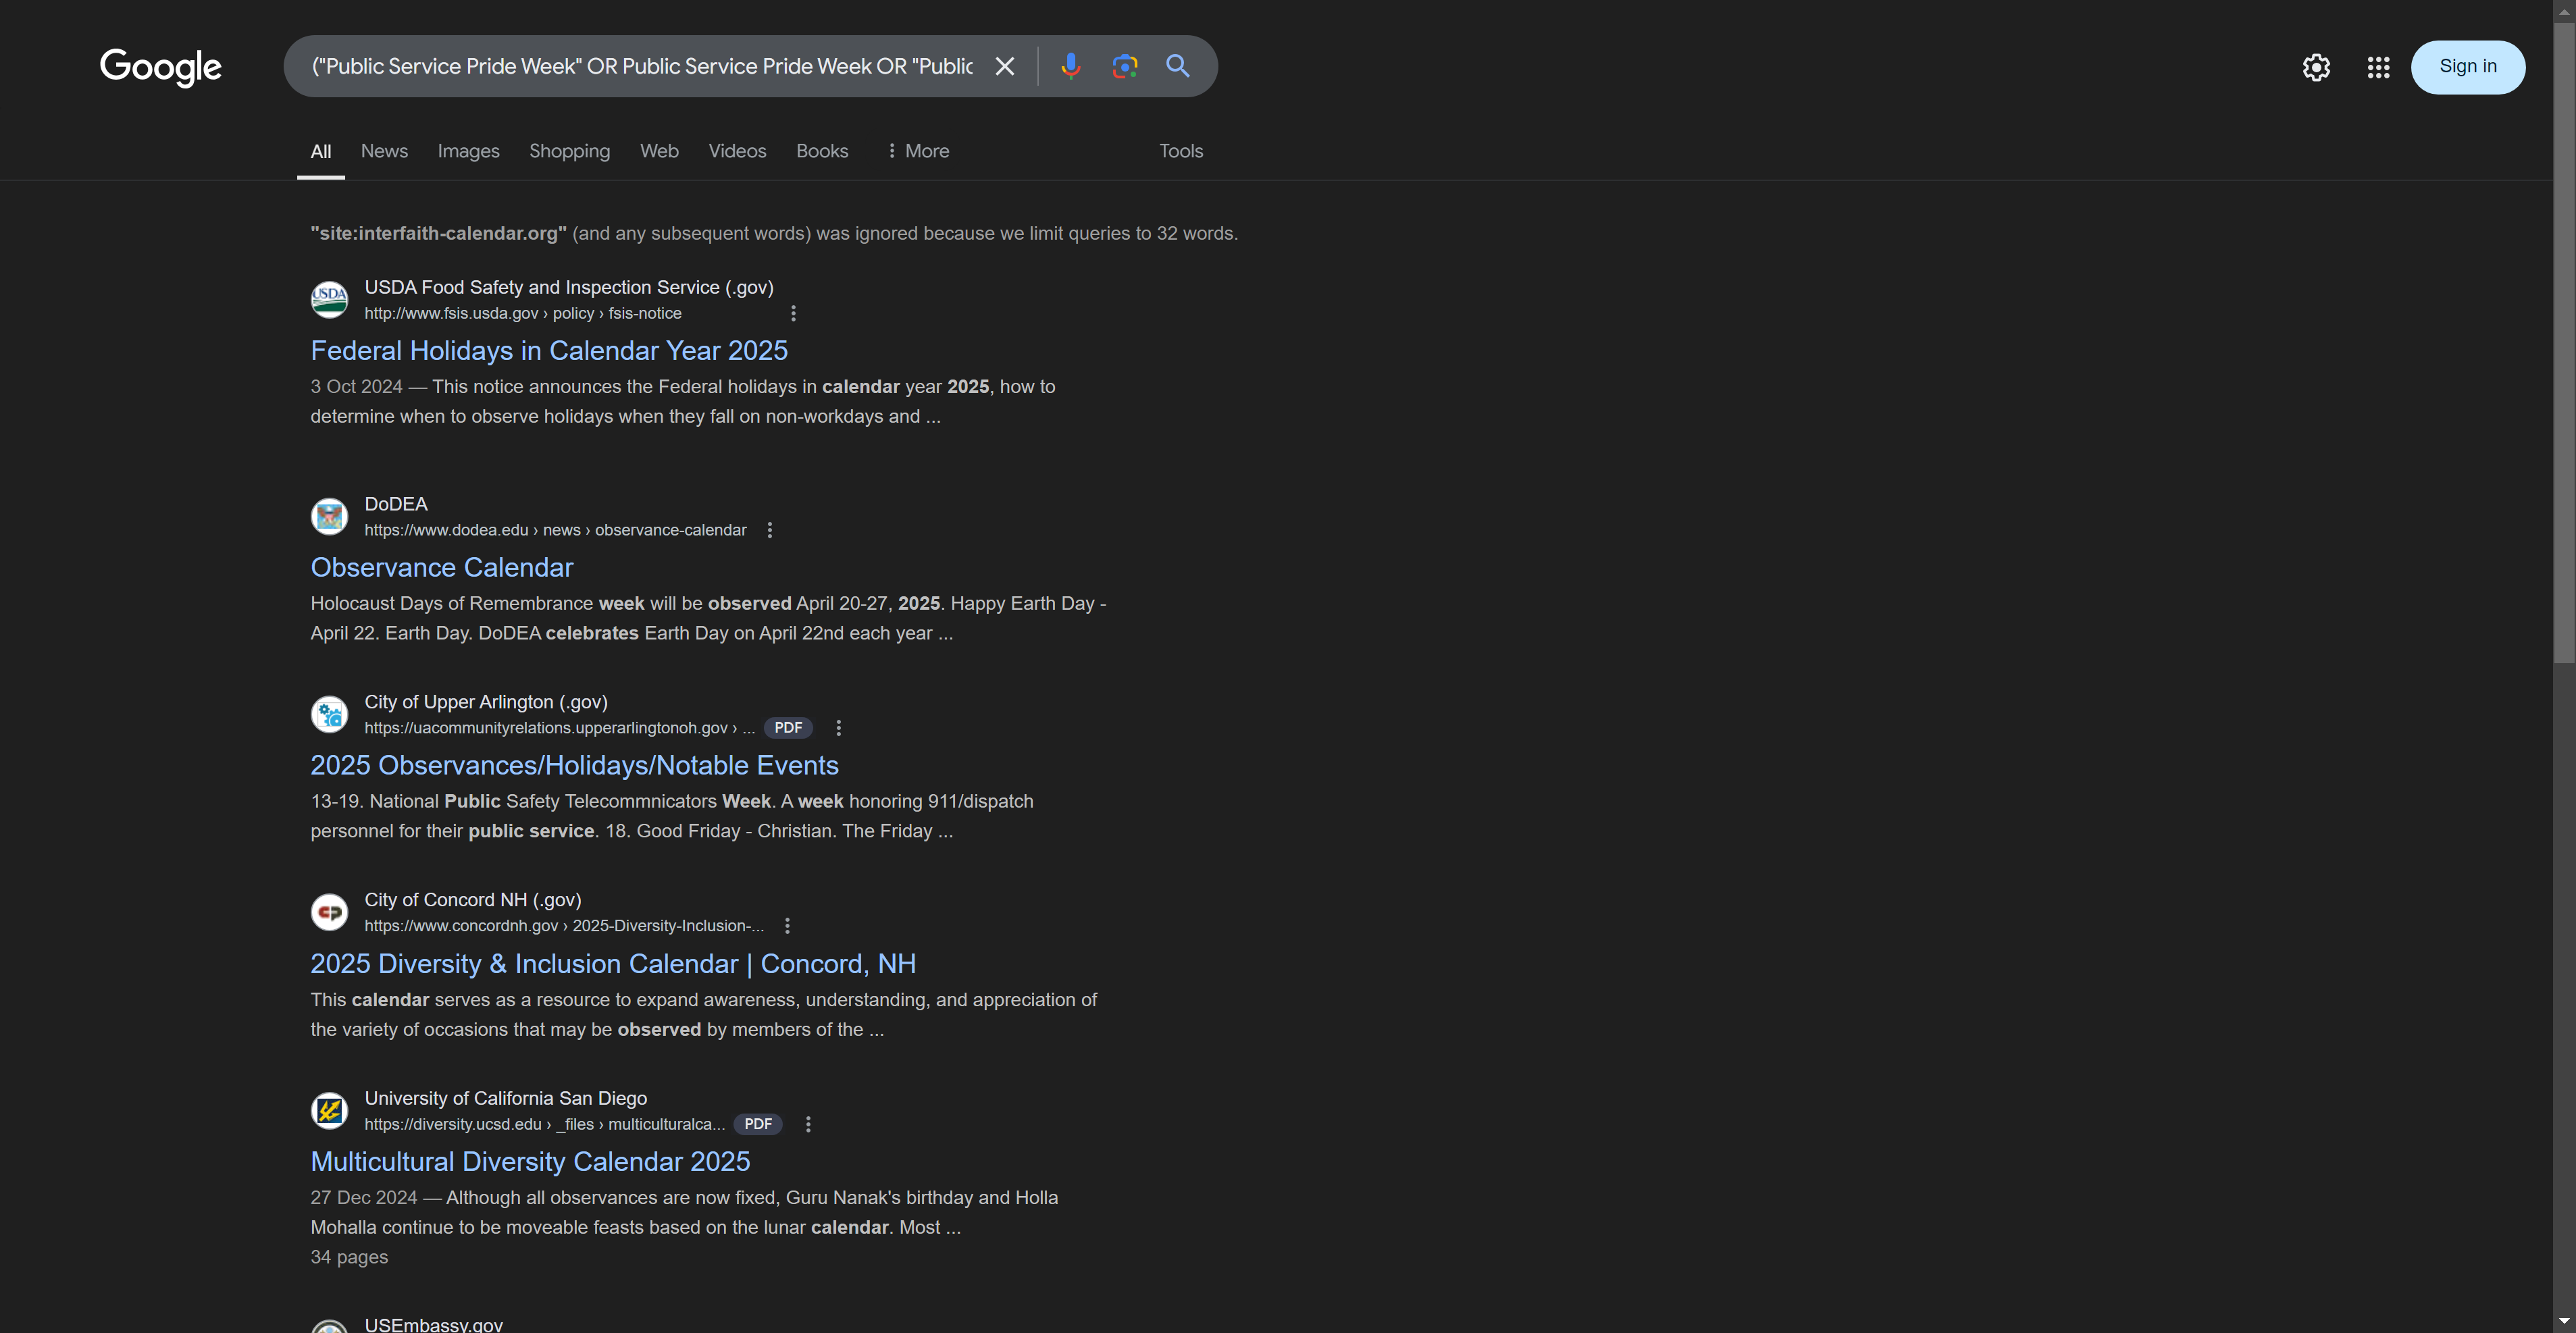 Google
("Public Service Pride Week" OR Public Service Pride Week OR "Public
Sign in
All
News
Images
Shopping
Web
Videos
Books
More
Tools
"site:interfaith-calendar.org" (and any subsequent words) was ignored because we limit queries to 32 words.
USDA
USDA Food Safety and Inspection Service (.gov)
http://www.fsis.usda.gov › policy › fsis-notice
Federal Holidays in Calendar Year 2025
3 Oct 2024 — This notice announces the Federal holidays in calendar year 2025, how to
determine when to observe holidays when they fall on non-workdays and ...
DoDEA
https://www.dodea.edu › news › observance-calendar
Observance Calendar
Holocaust Days of Remembrance week will be observed April 20-27, 2025. Happy Earth Day -
April 22. Earth Day. DoDEA celebrates Earth Day on April 22nd each year ...
City of Upper Arlington (.gov)
https://uacommunityrelations.upperarlingtonoh.gov › ... PDF
2025 Observances/Holidays/Notable Events
13-19. National Public Safety Telecommnicators Week. A week honoring 911/dispatch
personnel for their public service. 18. Good Friday - Christian. The Friday ...
City of Concord NH (.gov)
https://www.concordnh.gov › 2025-Diversity-Inclusion-...
2025 Diversity & Inclusion Calendar | Concord, NH
This calendar serves as a resource to expand awareness, understanding, and appreciation of
the variety of occasions that may be observed by members of the ...
University of California San Diego
https://diversity.ucsd.edu › _files › multiculturalca... PDF
Multicultural Diversity Calendar 2025
27 Dec 2024 — Although all observances are now fixed, Guru Nanak's birthday and Holla
Mohalla continue to be moveable feasts based on the lunar calendar. Most ...
34 pages
USEmbassy.gov